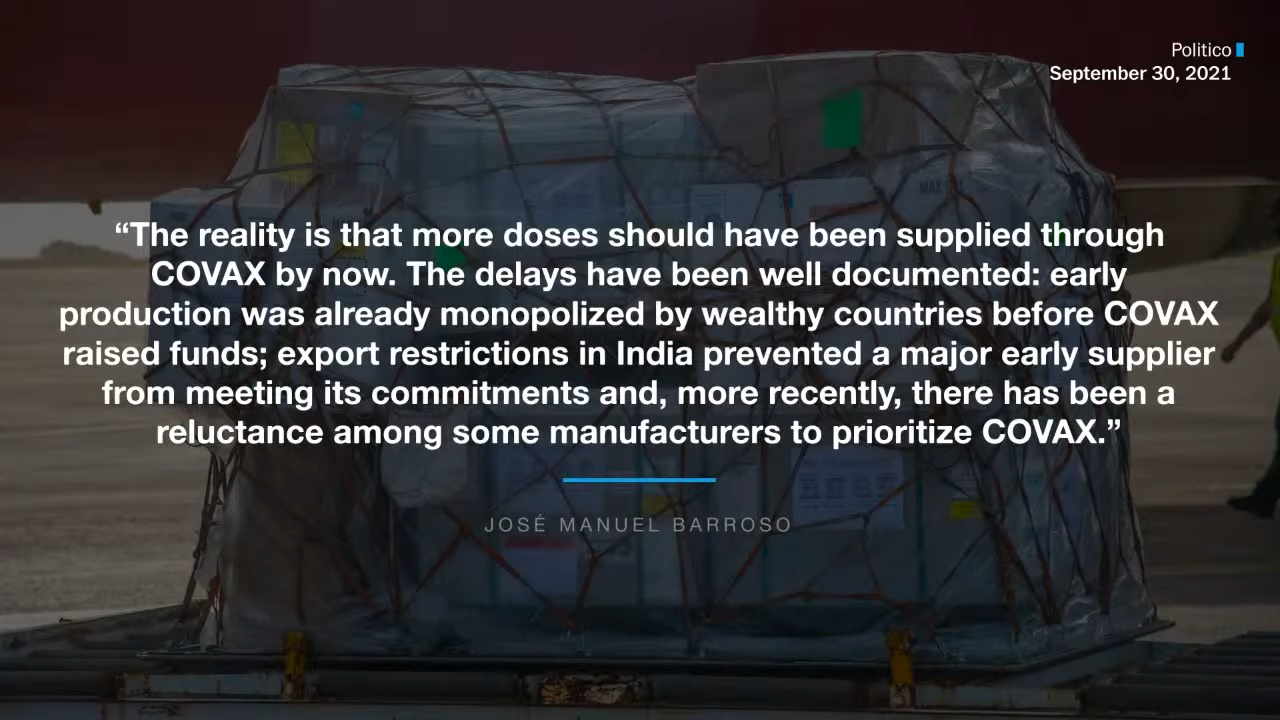 Politico
September 30, 2021
“The reality is that more doses should have been supplied through
COVAX by now. The delays have been well documented: early
production was already monopolized by wealthy countries before COVAX
raised funds; export restrictions in India prevented a major early supplier
from meeting its commitments and, more recently, there has been a
reluctance among some manufacturers to prioritize COVAX.”
JOSÉ MANUEL BARROSO